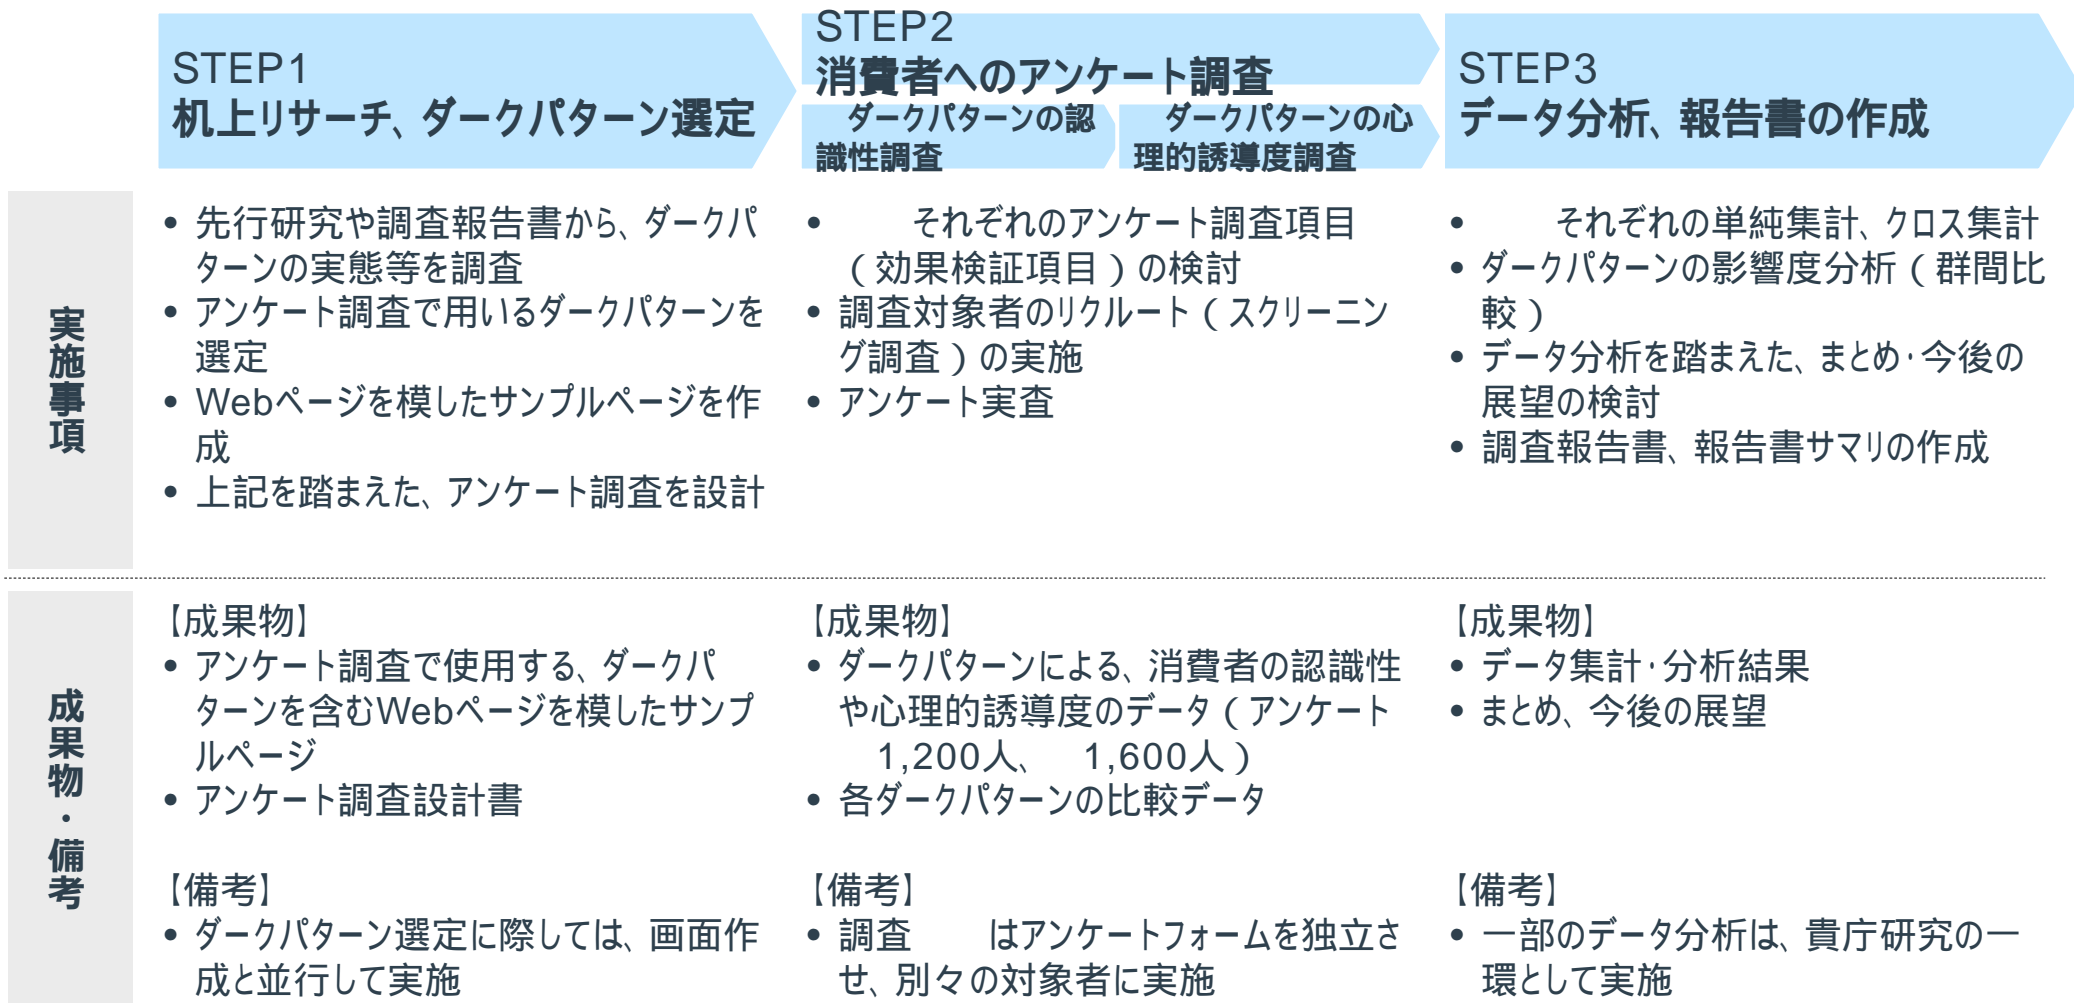 STEP1
机上リサーチ、ダークパターン選定
STEP2
消費者へのアンケート調査
ダークパターンの認
識性調査
ダークパターンの心
理的誘導度調査
STEP3
データ分析、報告書の作成
実施事項
• 先行研究や調査報告書から、ダークパ
ターンの実態等を調査
• アンケート調査で用いるダークパターンを
選定
• Webページを模したサンプルページを作
成
• 上記を踏まえた、アンケート調査を設計
• それぞれのアンケート調査項目
（効果検証項目）の検討
• 調査対象者のリクルート（スクリーニン
グ調査）の実施
• アンケート実査
• それぞれの単純集計、クロス集計
• ダークパターンの影響度分析（群間比
較）
• データ分析を踏まえた、まとめ・今後の
展望の検討
• 調査報告書、報告書サマリの作成
成果物・備考
【成果物】
• アンケート調査で使用する、ダークパ
ターンを含むWebページを模したサンプ
ルページ
• アンケート調査設計書
【備考】
• ダークパターン選定に際しては、画面作
成と並行して実施
【成果物】
• ダークパターンによる、消費者の認識性
や心理的誘導度のデータ（アンケート
1,200人、 1,600人）
• 各ダークパターンの比較データ
【備考】
• 調査 はアンケートフォームを独立さ
せ、別々の対象者に実施
【成果物】
• データ集計・分析結果
• まとめ、今後の展望
【備考】
• 一部のデータ分析は、貴庁研究の一
環として実施